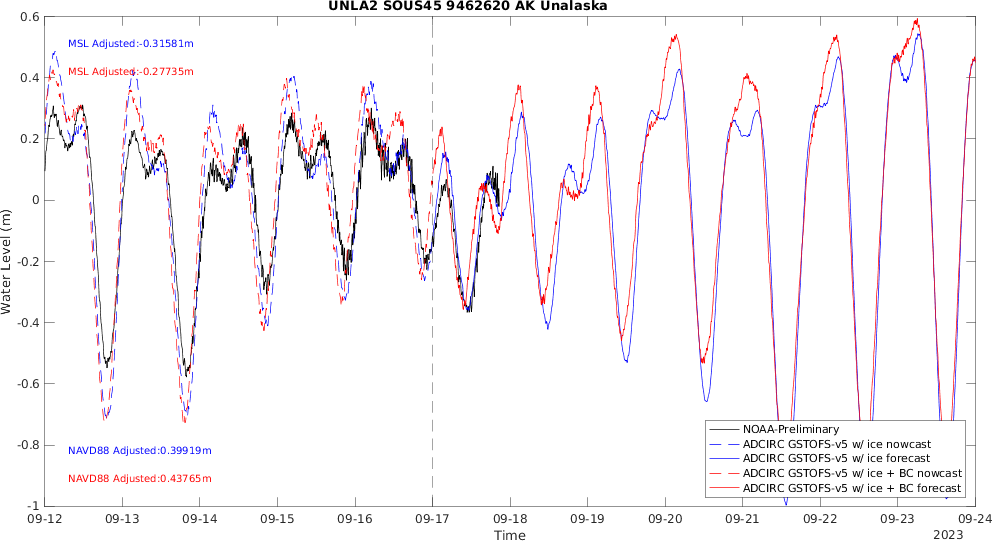 UNLA2 SOUS45 9462620 AK Unalaska
0.6
0.4
0.2
0
-0.2
-0.4
-0.6
-0.8
-1
Water Level (m)
MSL Adjusted:-0.31581m
MSL Adjusted:-0.27735m
NAVD88 Adjusted:0.39919m
NAVD88 Adjusted:0.43765m
NOAA-Preliminary
ADCIRC GSTOFS-v5 w/ ice nowcast
ADCIRC GSTOFS-v5 w/ ice forecast
ADCIRC GSTOFS-v5 w/ ice + BC nowcast
ADCIRC GSTOFS-v5 w/ ice + BC forecast
09-12 09-13 09-14 09-15 09-16 09-17 09-18 09-19 09-20 09-21 09-22 09-23 09-24
Time
2023